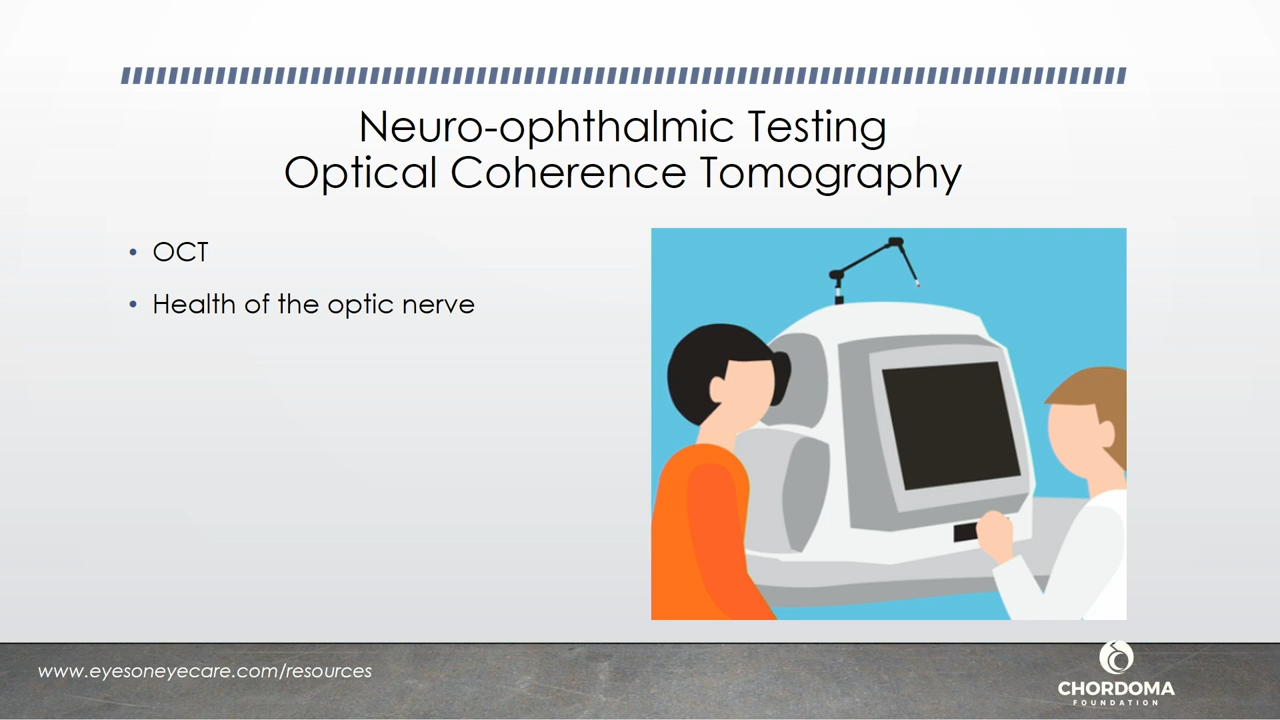 Neuro-ophthalmic Testing
Optical Coherence Tomography
• OCT
• Health of the optic nerve
www.eyesoneyecare.com/resources
CHORDOMA
FOUNDATION